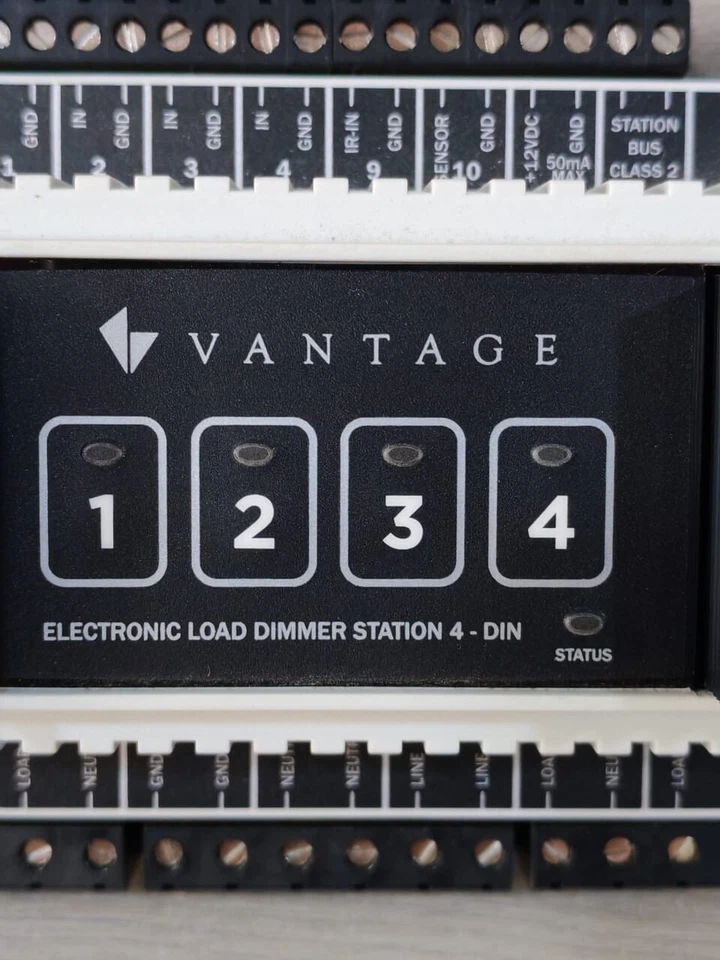 GND IN GND IN GND IN GND IR-IN GND SENSOR GND +12VDC GND STATION
BUS
50mA
1 2 3 4 9 10 MAX CLASS 2
VANTAGE
1 2 3 4
ELECTRONIC LOAD DIMMER STATION 4 - DIN
STATUS
NEU GND GND NEU LINE LINE NEU